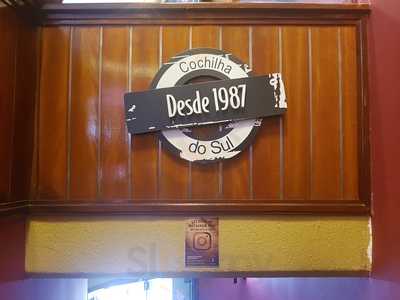 Cochilha
Desde 1987
do Sul